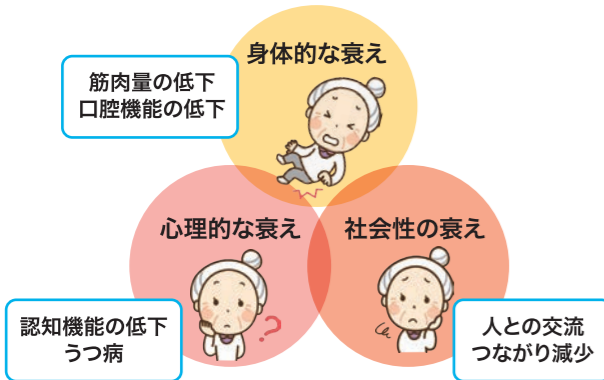 身体的な衰え
筋肉量の低下
口腔機能の低下
心理的な衰え
社会性の衰え
認知機能の低下
うつ病
?
人との交流
つながり減少